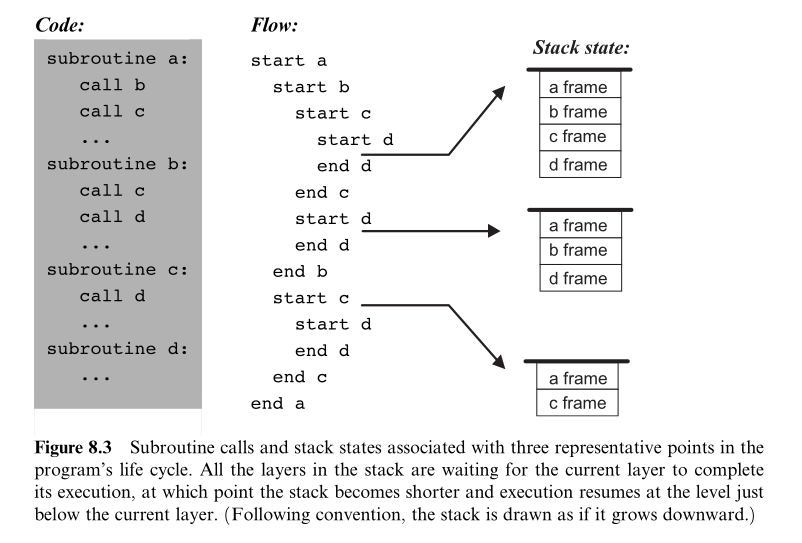 Code:
subroutine a:
call b
call c
...
subroutine b:
call c
call d
...
subroutine c:
call d
...
subroutine d:
...
Flow:
start a
start b
start c
start d
end d
end c
start d
end d
end b
start c
start d
end d
end c
end a
Stack state:
a frame
b frame
c frame
d frame
a frame
b frame
d frame
a frame
c frame
Figure 8.3 Subroutine calls and stack states associated with three representative points in the
program's life cycle. All the layers in the stack are waiting for the current layer to complete
its execution, at which point the stack becomes shorter and execution resumes at the level just
below the current layer. (Following convention, the stack is drawn as if it grows downward.)